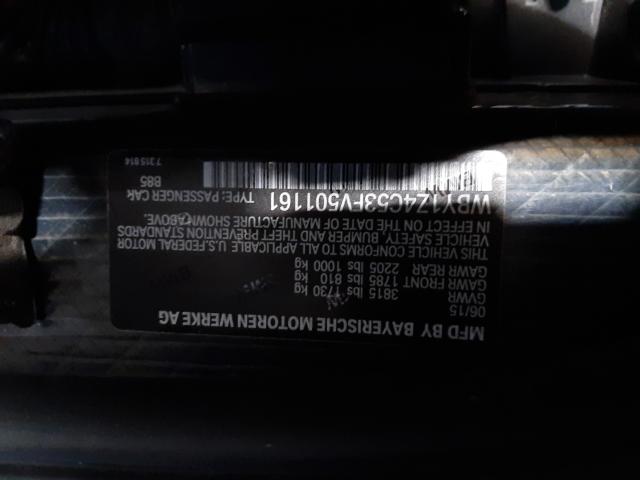 MFD BY BAYERISCHE MOTOREN WERKE AG
06/15
GVWR 3815 lbs 1730 kg
GAWR FRONT 1785 lbs 810 kg
GAWR REAR 2205 lbs 1000 kg
THIS VEHICLE CONFORMS TO ALL APPLICABLE U.S.FEDERAL MOTOR
VEHICLE SAFETY, BUMPER AND THEFT PREVENTION STANDARDS
IN EFFECT ON THE DATE OF MANUFACTURE SHOWN ABOVE.
WBY1Z4C53FV501161 TYPE: PASSENGER CAR
B85
7315814